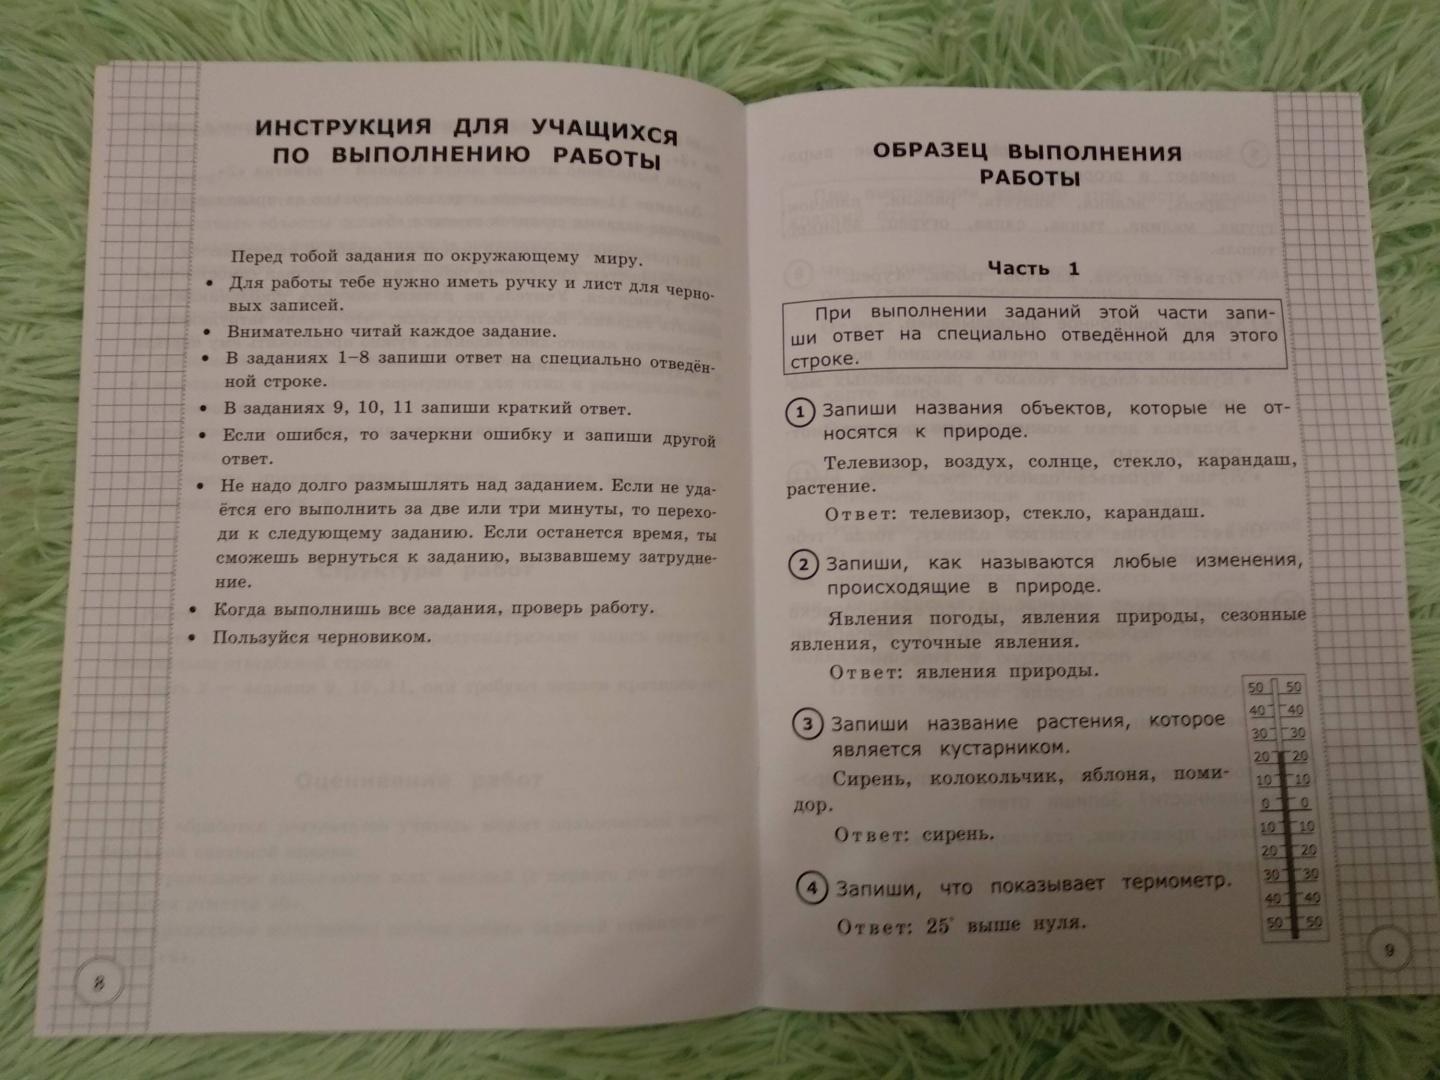 ИНСТРУКЦИЯ ДЛЯ УЧАЩИХСЯ
ПО ВЫПОЛНЕНИЮ РАБОТЫ
Перед тобой задания по окружающему миру.
• Для работы тебе нужно иметь ручку и лист для черно-
вых записей.
• Внимательно читай каждое задание.
• В заданиях 1–8 запиши ответ на специально отведён-
ной строке.
• В заданиях 9, 10, 11 запиши краткий ответ.
• Если ошибся, то зачеркни ошибку и запиши другой
ответ.
• Не надо долго размышлять над заданием. Если не уда-
ётся его выполнить за две или три минуты, то перехо-
ди к следующему заданию. Если останется время, ты
сможешь вернуться к заданию, вызвавшему затрудне-
ние.
• Когда выполнишь все задания, проверь работу.
• Пользуйся черновиком.
8
ОБРАЗЕЦ ВЫПОЛНЕНИЯ
РАБОТЫ
Часть 1
При выполнении заданий этой части запи-
ши ответ на специально отведённой для этого
строке.
1 Запиши названия объектов, которые не от-
носятся к природе.
Телевизор, воздух, солнце, стекло, карандаш,
растение.
Ответ: телевизор, стекло, карандаш.
2 Запиши, как называются любые изменения,
происходящие в природе.
Явления погоды, явления природы, сезонные
явления, суточные явления.
Ответ: явления природы.
3 Запиши название растения, которое
является кустарником.
Сирень, колокольчик, яблоня, поми-
дор.
Ответ: сирень.
4 Запиши, что показывает термометр.
Ответ: 25° выше нуля.
50 50
40 40
30 30
20 20
10 10
0 0
10 10
20 20
30 30
40 40
50 50
9